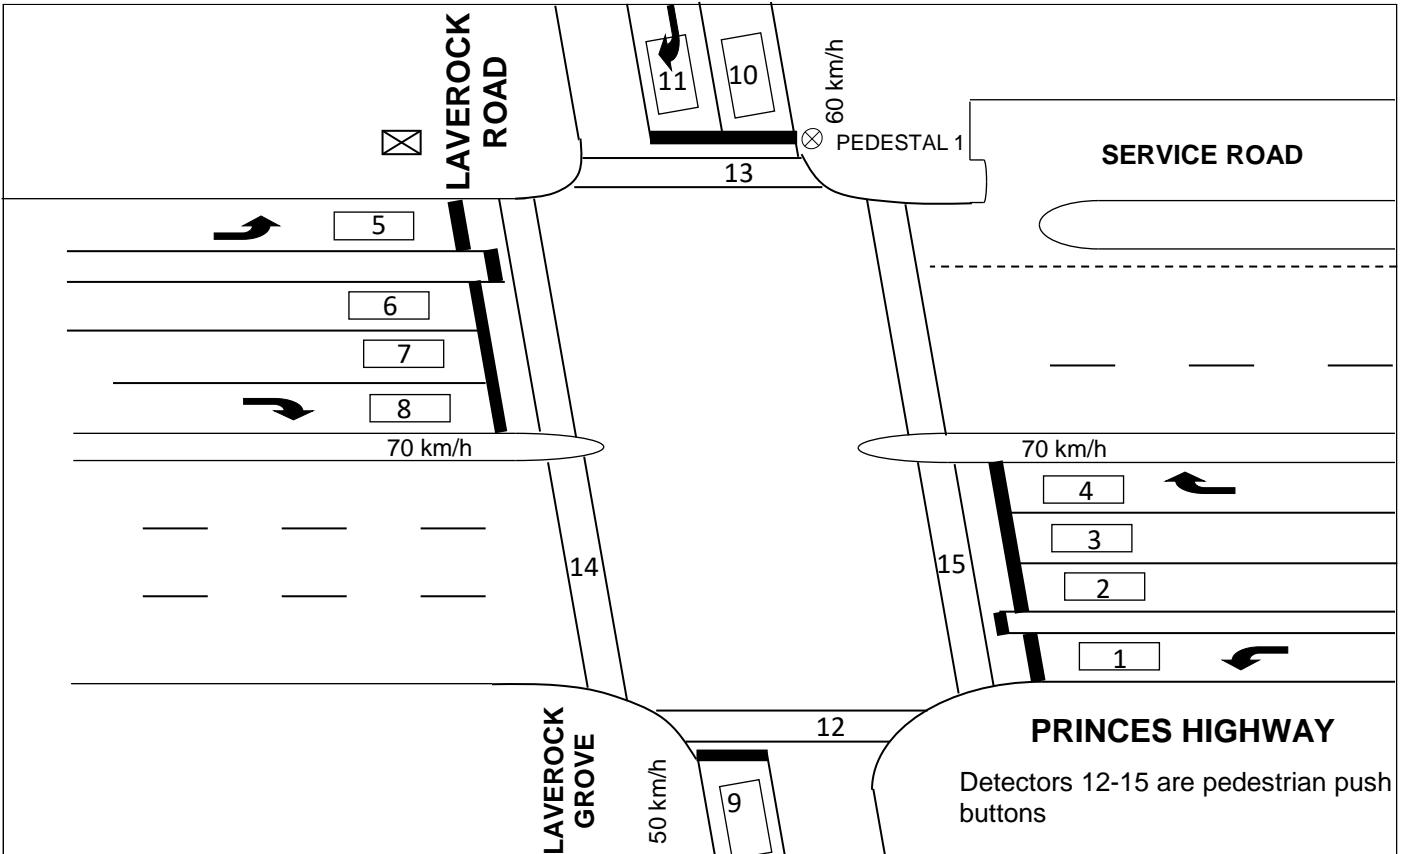 LAVEROCK
ROAD
11
10
60 km/h
PEDESTAL 1
SERVICE ROAD
13
5
6
7
8
70 km/h
70 km/h
4
3
14
15
2
1
12
PRINCES HIGHWAY
LAVEROCK
GROVE
50 km/h
9
Detectors 12-15 are pedestrian push
buttons